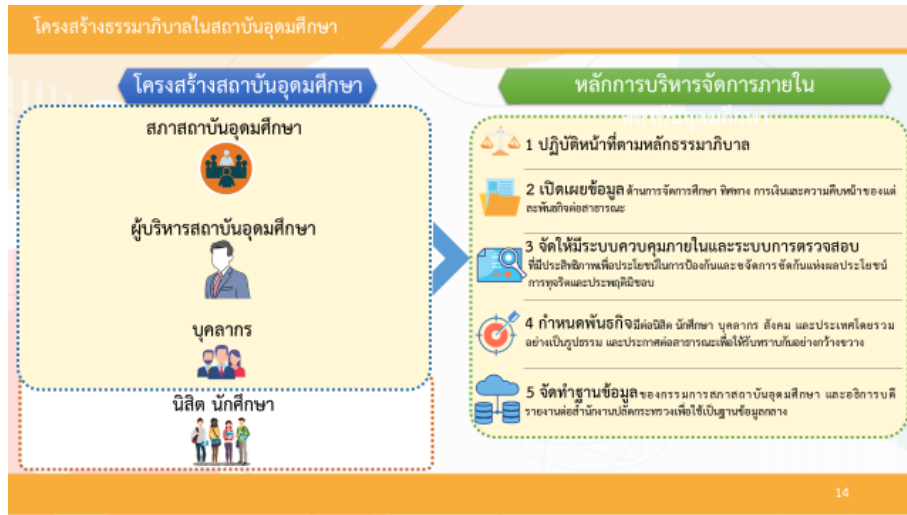 โครงสร้างธรรมาภิบาลในสถาบันอุดมศึกษา
โครงสร้างสถาบันอุดมศึกษา
สภาสถาบันอุดมศึกษา
ผู้บริหารสถาบันอุดมศึกษา
บุคลากร
นิสิต นักศึกษา
หลักการบริหารจัดการภายใน
สถาบันอุดมศึกษา
1 ปฏิบัติหน้าที่ตามหลักธรรมาภิบาล
2 เปิดเผยข้อมูล ด้านการจัดการศึกษา ทิศทาง การเงินและความคืบหน้าของแต่
ละพันธกิจต่อสาธารณะ
3 จัดให้มีระบบควบคุมภายในและระบบการตรวจสอบ
ที่มีประสิทธิภาพเพื่อประโยชน์ในการป้องกันและขจัดการขัดกันแห่งผลประโยชน์
การทุจริตและประพฤติมิชอบ
4 กำหนดพันธกิจมีต่อนิสิต นักศึกษา บุคลากร สังคม และประเทศโดยรวม
อย่างเป็นรูปธรรม และประกาศต่อสาธารณะเพื่อให้รับทราบกันอย่างกว้างขวาง
5 จัดทำฐานข้อมูลของกรรมการสภาสถาบันอุดมศึกษา และอธิการบดี
รายงานต่อสำนักงานปลัดกระทรวงเพื่อใช้เป็นฐานข้อมูลกลาง
14